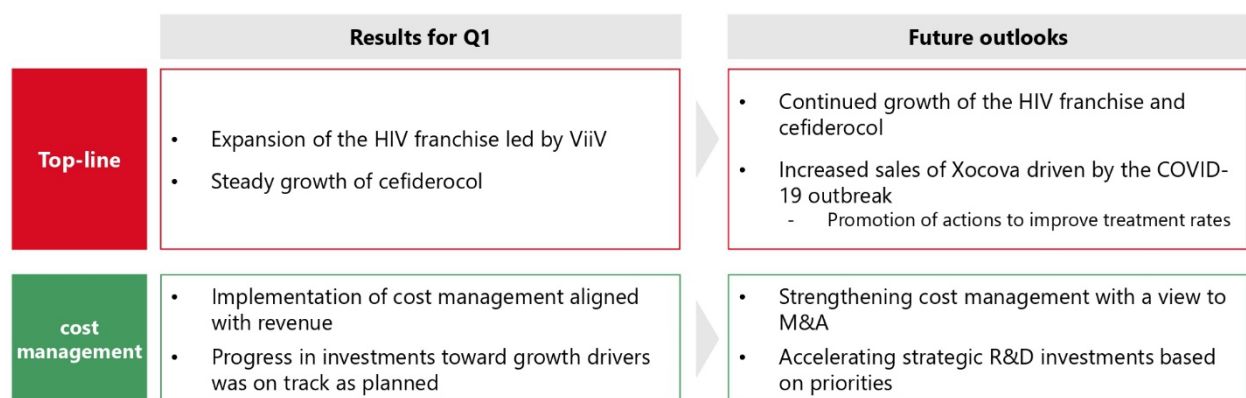 Results for Q1
Future outlooks
Top-line
• Expansion of the HIV franchise led by ViiV
• Steady growth of cefiderocol
• Continued growth of the HIV franchise and
cefiderocol
• Increased sales of Xocova driven by the COVID-
19 outbreak
- Promotion of actions to improve treatment rates
cost
management
• Implementation of cost management aligned
with revenue
• Progress in investments toward growth drivers
was on track as planned
• Strengthening cost management with a view to
M&A
• Accelerating strategic R&D investments based
on priorities